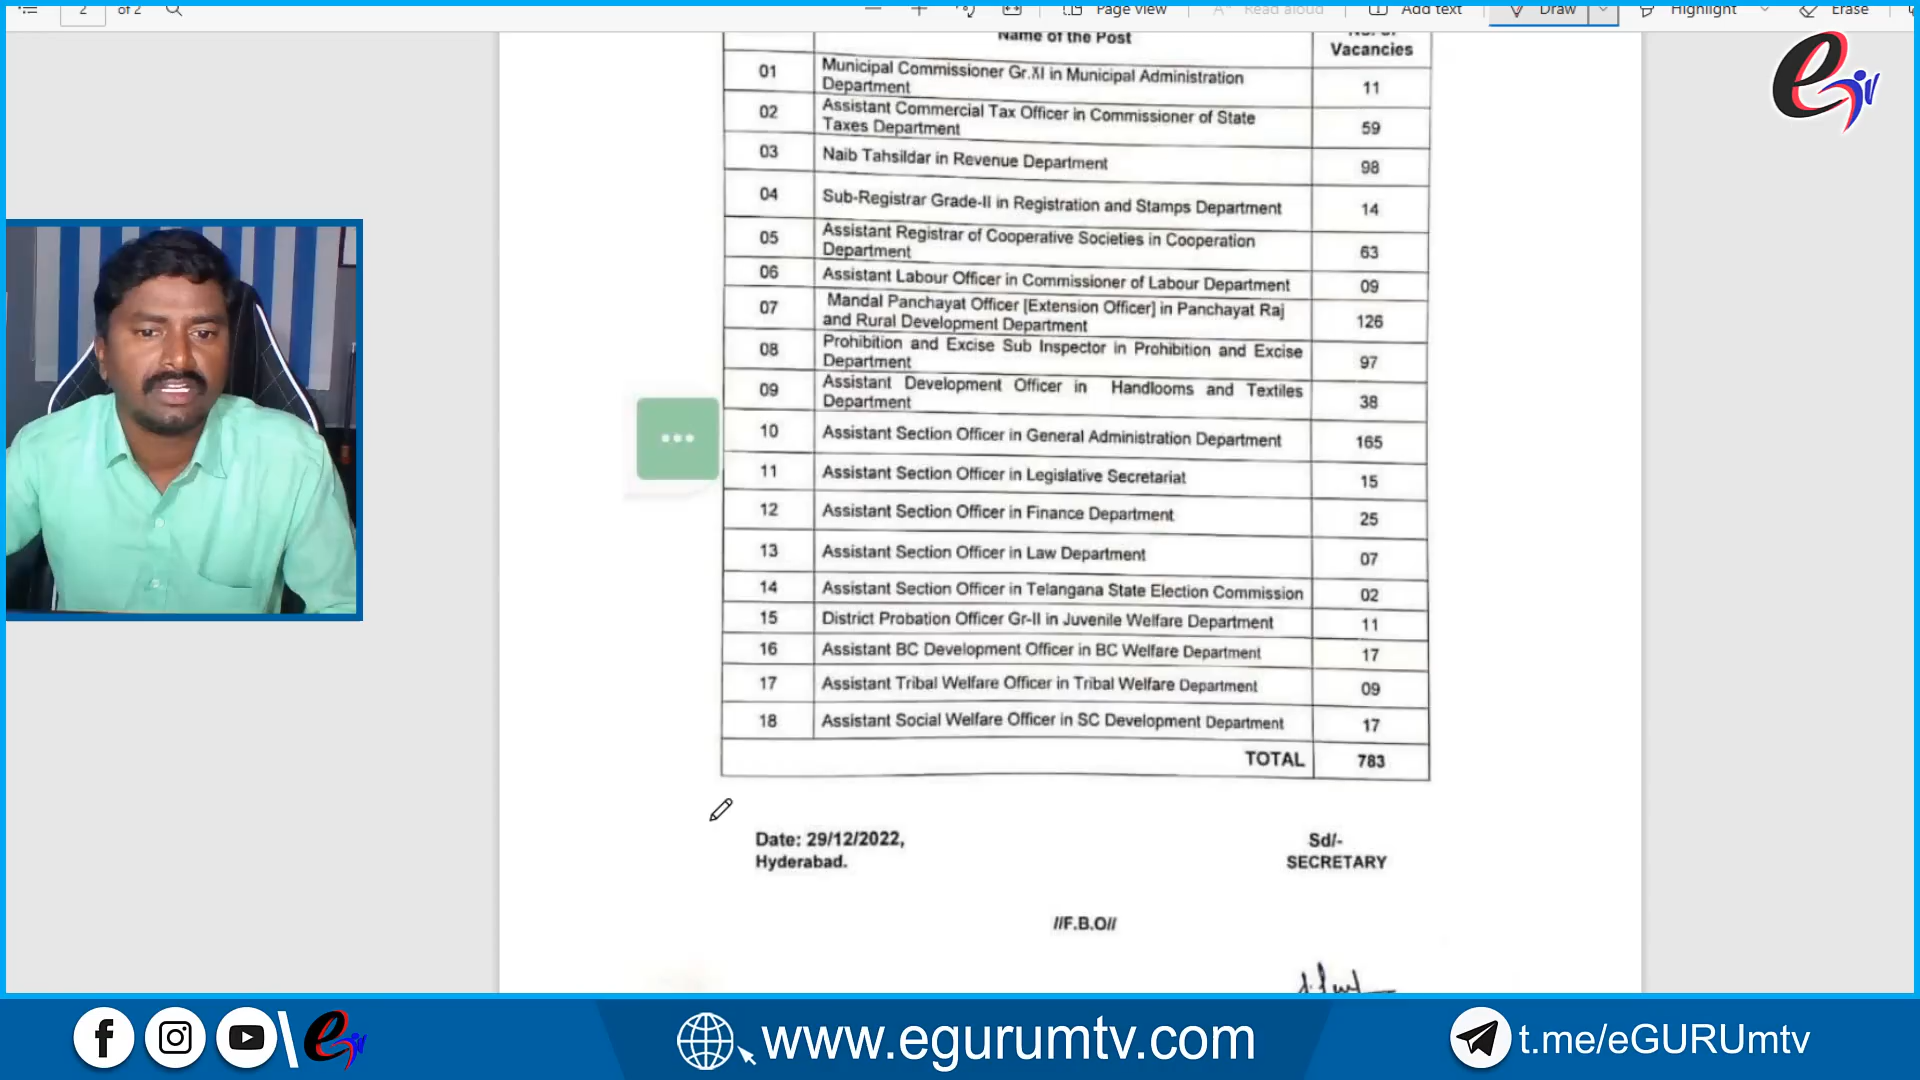 2
of 2
Page view
Read aloud
Add text
Draw
Highlight
Erase
Name of the Post
Vacancies
01
Municipal Commissioner Gr.XI in Municipal Administration
Department
11
02
Assistant Commercial Tax Officer in Commissioner of State
Taxes Department
59
03
Naib Tahsildar in Revenue Department
98
04
Sub-Registrar Grade-II in Registration and Stamps Department
14
05
Assistant Registrar of Cooperative Societies in Cooperation
Department
63
06
Assistant Labour Officer in Commissioner of Labour Department
09
07
Mandal Panchayat Officer [Extension Officer] in Panchayat Raj
and Rural Development Department
126
08
Prohibition and Excise Sub Inspector in Prohibition and Excise
Department
97
09
Assistant Development Officer in Handlooms and Textiles
Department
38
10
Assistant Section Officer in General Administration Department
165
11
Assistant Section Officer in Legislative Secretariat
15
12
Assistant Section Officer in Finance Department
25
13
Assistant Section Officer in Law Department
07
14
Assistant Section Officer in Telangana State Election Commission
02
15
District Probation Officer Gr-II in Juvenile Welfare Department
11
16
Assistant BC Development Officer in BC Welfare Department
17
17
Assistant Tribal Welfare Officer in Tribal Welfare Department
09
18
Assistant Social Welfare Officer in SC Development Department
17
TOTAL
783
Date: 29/12/2022,
Hyderabad.
Sd/-
SECRETARY
//F.B.O//
www.egurumtv.com
t.me/eGURUmtv